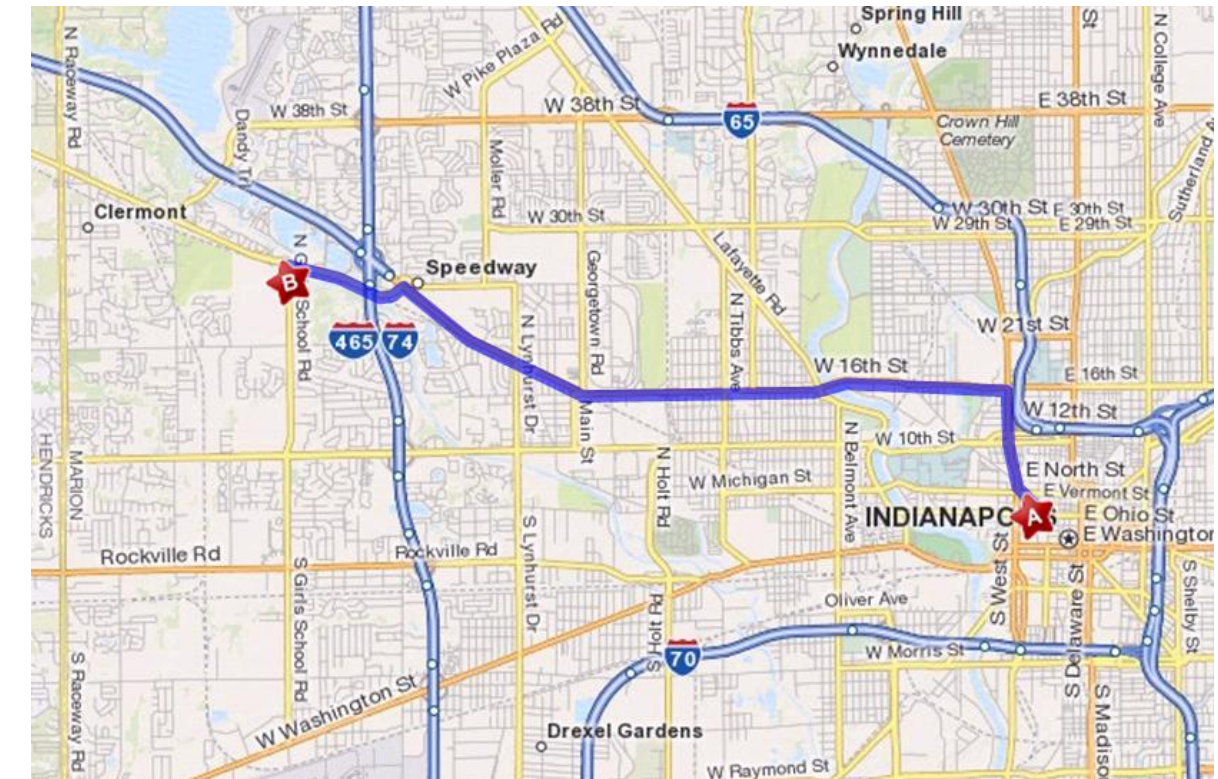 Spring Hill
St
N College Ave
N Raceway Rd
Wynnedale
W Pike Plaza Rd
W 38th St
E 38th St
W 38th St
65
Dandy Trl
Crown Hill
Cemetery
Sutherland A
Moller Rd
Clermont
W 30th St
W 30th St
E 30th St
W 29th St
E 29th St
Lafayette Rd
N G
B
School Rd
Speedway
Georgetown Rd
N Tibbs Ave
N Lynhurst Dr
W 21st St
465
74
W 16th St
E 16th St
Main St
W 12th St
HENDRICKS
MARION
W 10th St
N Belmont Ave
N Holt Rd
W Michigan St
E North St
E Vermont St
INDIANAPO
A
S
E Ohio St
E Washington
Rockville Rd
Rockville Rd
S Lynhurst Dr
S West St
S Girls School Rd
S Holt Rd
Oliver Ave
S Delaware St
S Shelby St
70
W Morris St
S Raceway Rd
W Washington St
S Madiso
Drexel Gardens
W Raymond St